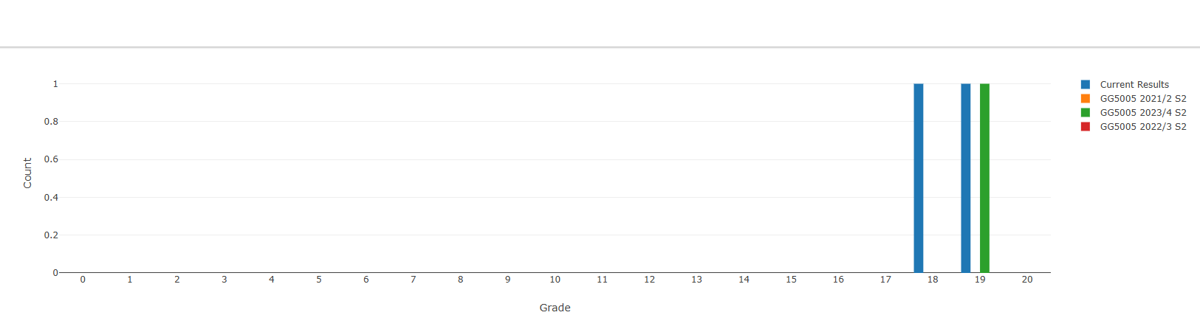 1
0.8
0.6
0.4
0.2
0
Count
0 1 2 3 4 5 6 7 8 9 10 11 12 13 14 15 16 17 18 19 20
Grade
Current Results
GG5005 2021/2 S2
GG5005 2023/4 S2
GG5005 2022/3 S2